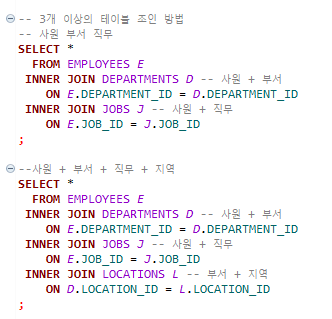 -- 3개 이상의 테이블 조인 방법
-- 사원 부서 직무
SELECT *
FROM EMPLOYEES E
INNER JOIN DEPARTMENTS D -- 사원 + 부서
ON E.DEPARTMENT_ID = D.DEPARTMENT_ID
INNER JOIN JOBS J -- 사원 + 직무
ON E.JOB_ID = J.JOB_ID
;
--사원 + 부서 + 직무 + 지역
SELECT *
FROM EMPLOYEES E
INNER JOIN DEPARTMENTS D -- 사원 + 부서
ON E.DEPARTMENT_ID = D.DEPARTMENT_ID
INNER JOIN JOBS J -- 사원 + 직무
ON E.JOB_ID = J.JOB_ID
INNER JOIN LOCATIONS L -- 부서 + 지역
ON D.LOCATION_ID = L.LOCATION_ID
;